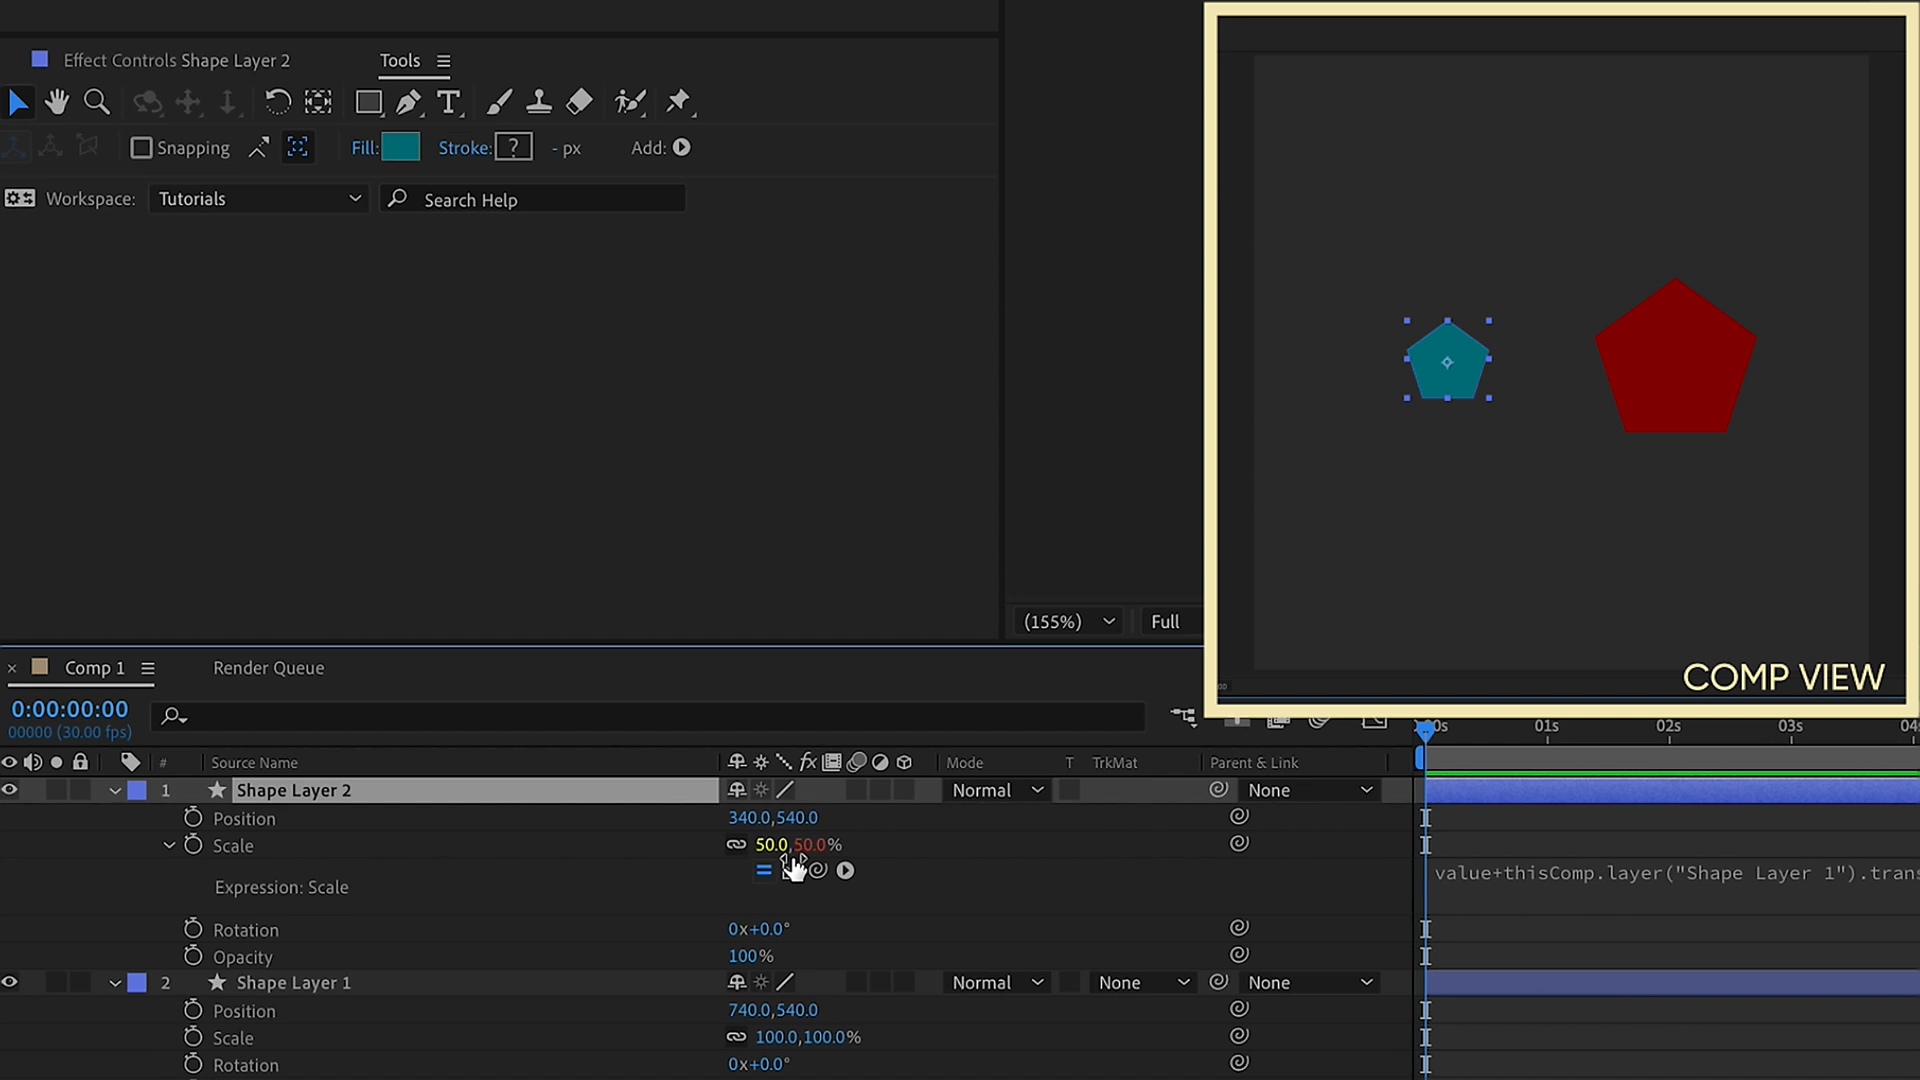 Effect Controls Shape Layer 2
Tools
Snapping
Fill:
Stroke:
?
- px
Add:
Workspace:
Tutorials
Search Help
(155%)
Full
COMP VIEW
Comp 1
Render Queue
0:00:00:00
00000 (30.00 fps)
01s
02s
03s
#
Source Name
fx
Mode
T
TrkMat
Parent & Link
1
Shape Layer 2
Normal
None
Position
340.0,540.0
Scale
50.0,50.0%
Expression: Scale
value+thisComp.layer("Shape Layer 1").trans
Rotation
0x+0.0°
Opacity
100%
2
Shape Layer 1
Normal
None
None
Position
740.0,540.0
Scale
100.0,100.0%
Rotation
0x+0.0°